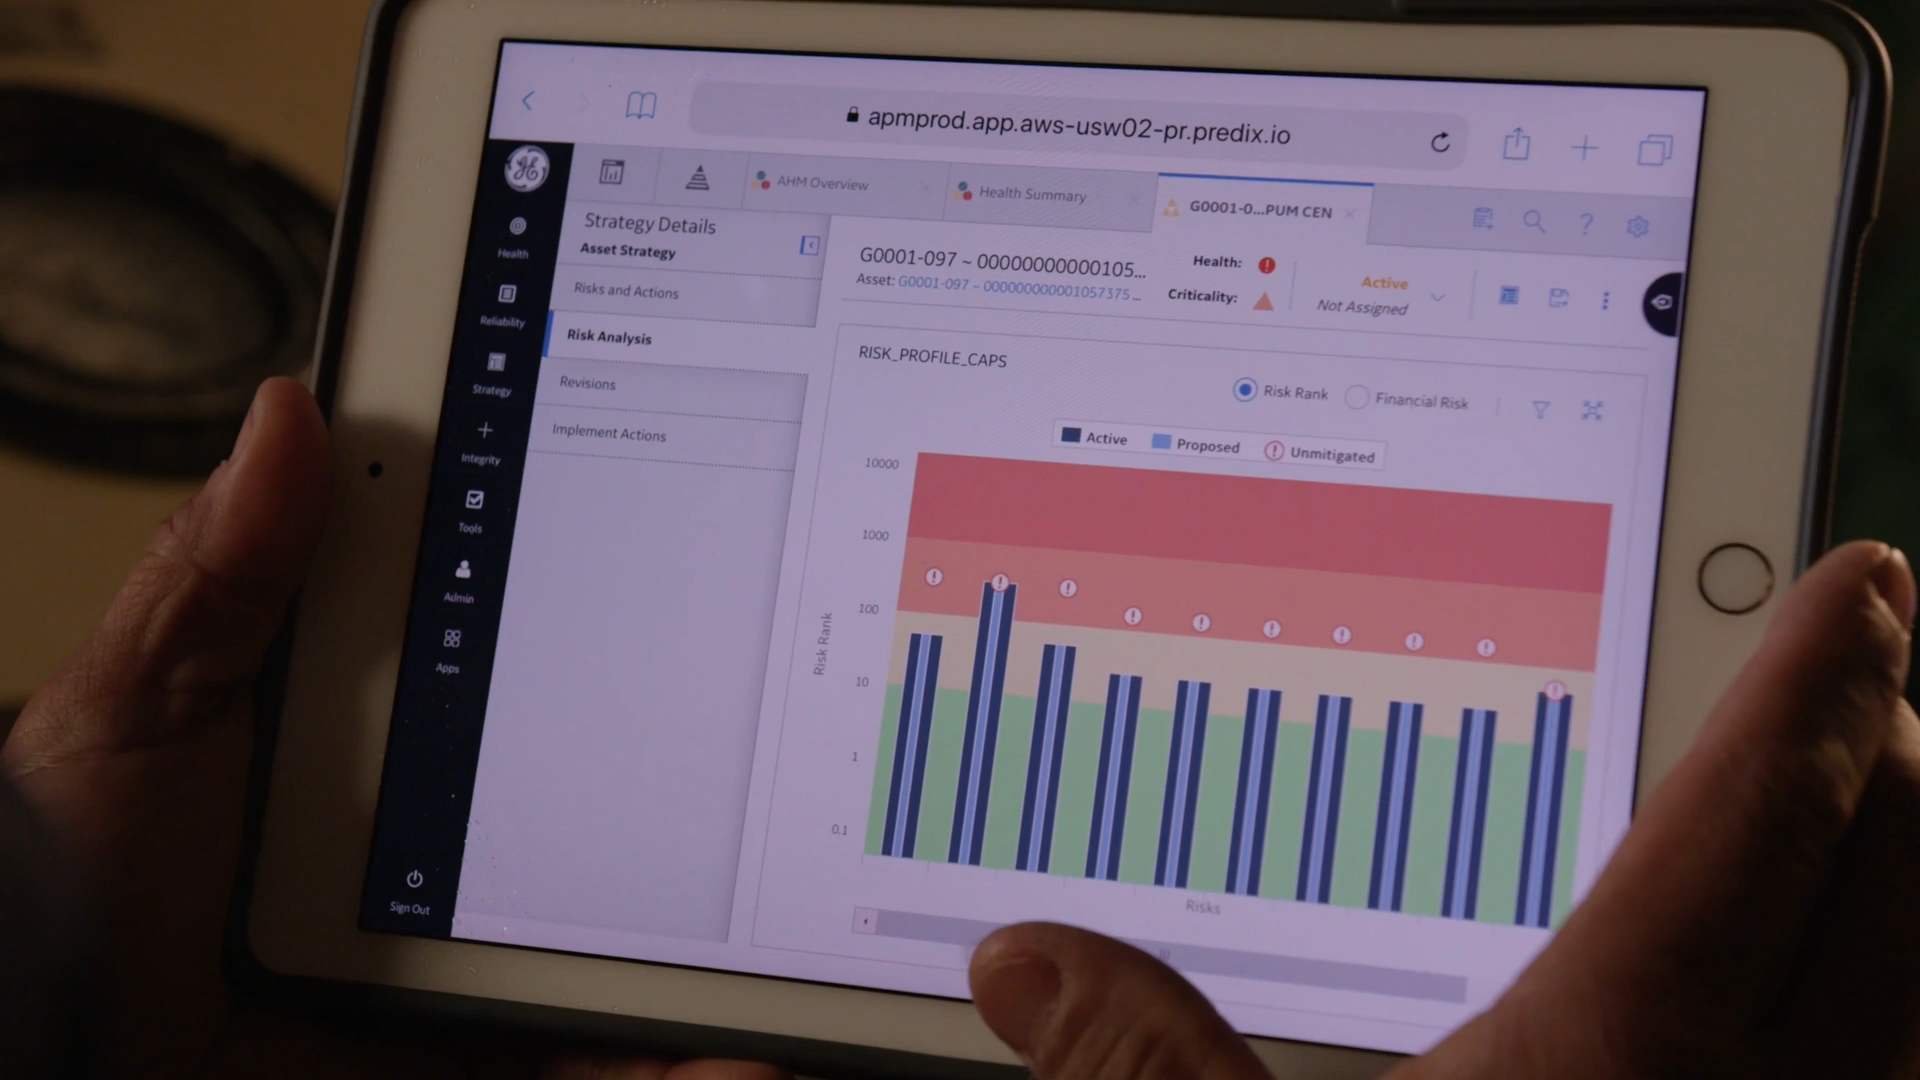 apmprod.app.aws-usw02-pr.predix.io
AHM Overview
Health Summary
G0001-0...PUM CEN
Health
Reliability
Strategy
Integrity
Tools
Admin
Apps
Sign Out
Strategy Details
Asset Strategy
Risks and Actions
Risk Analysis
Revisions
Implement Actions
G0001-097 ~ 00000000000105...
Asset: G0001-097 ~ 000000000001057375...
Health:
Criticality:
Active
Not Assigned
RISK_PROFILE_CAPS
Risk Rank
Financial Risk
Active
Proposed
Unmitigated
10000
1000
100
10
1
0.1
Risk Rank
Risks